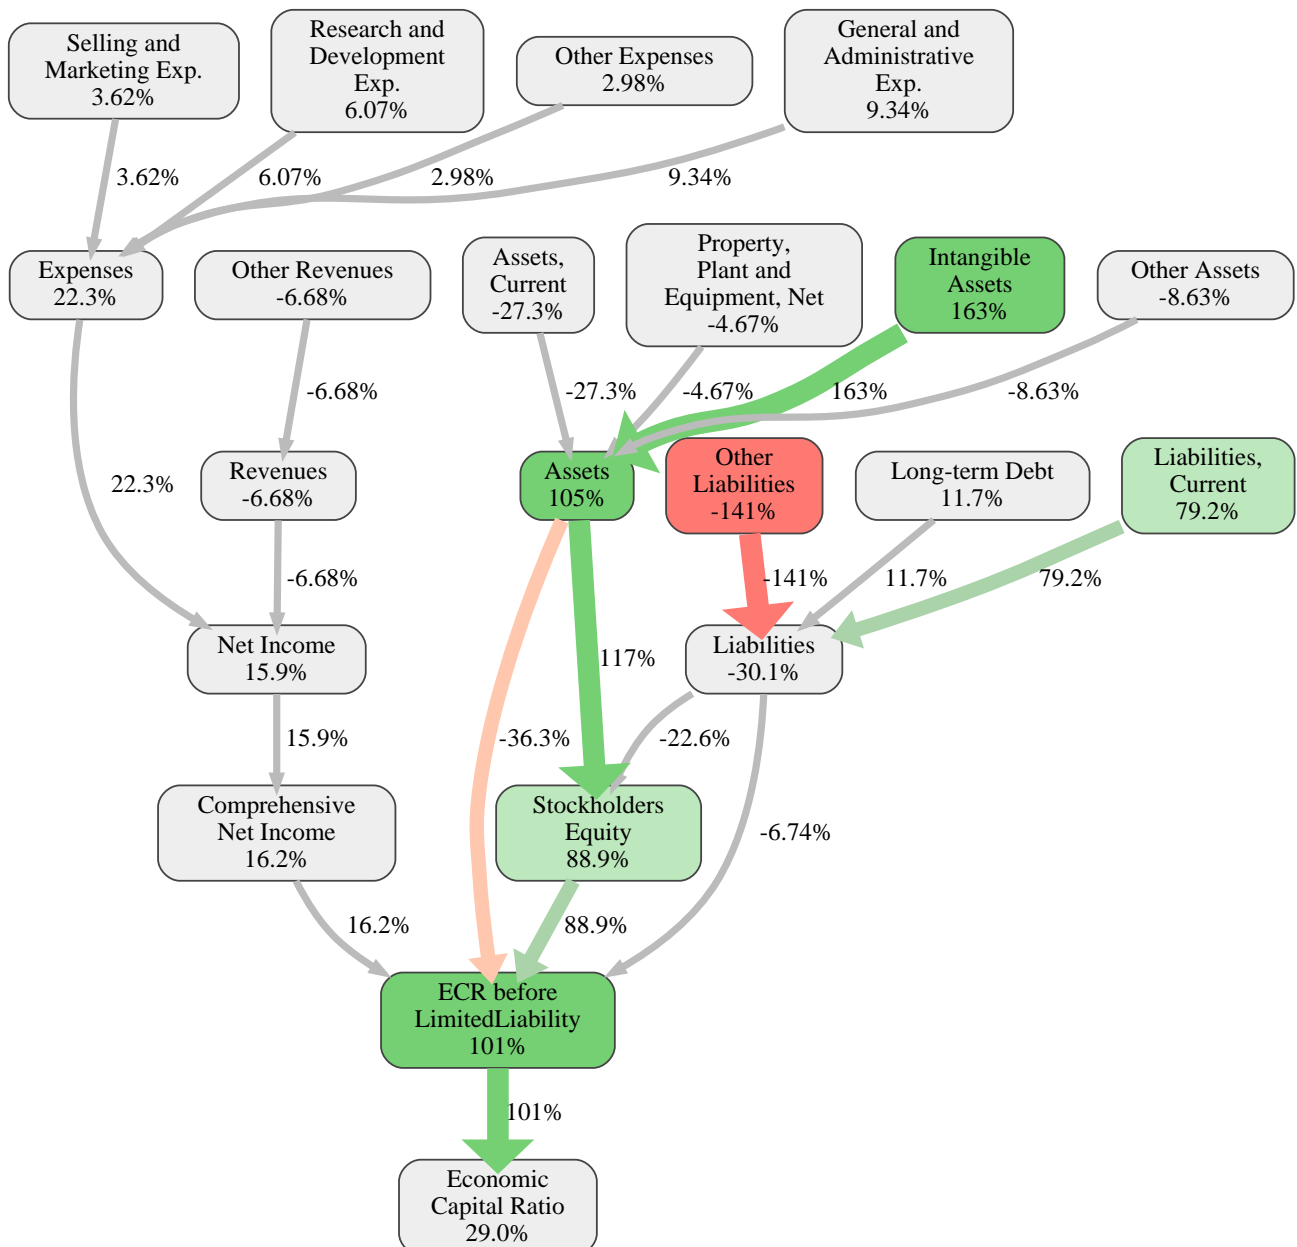 Selling and
Marketing Exp.
3.62%
Research and
Development
Exp.
6.07%
Other Expenses
2.98%
General and
Administrative
Exp.
9.34%
3.62%
6.07%
2.98%
9.34%
Expenses
22.3%
Other Revenues
-6.68%
Assets,
Current
-27.3%
Property,
Plant and
Equipment, Net
-4.67%
Intangible
Assets
163%
Other Assets
-8.63%
-6.68%
-27.3%
-4.67%
163%
-8.63%
22.3%
Revenues
-6.68%
Assets
105%
Other
Liabilities
-141%
Long-term Debt
11.7%
Liabilities,
Current
79.2%
-6.68%
-141%
11.7%
79.2%
Net Income
15.9%
117%
Liabilities
-30.1%
15.9%
-36.3%
-22.6%
Comprehensive
Net Income
16.2%
Stockholders
Equity
88.9%
-6.74%
16.2%
88.9%
ECR before
LimitedLiability
101%
101%
Economic
Capital Ratio
29.0%